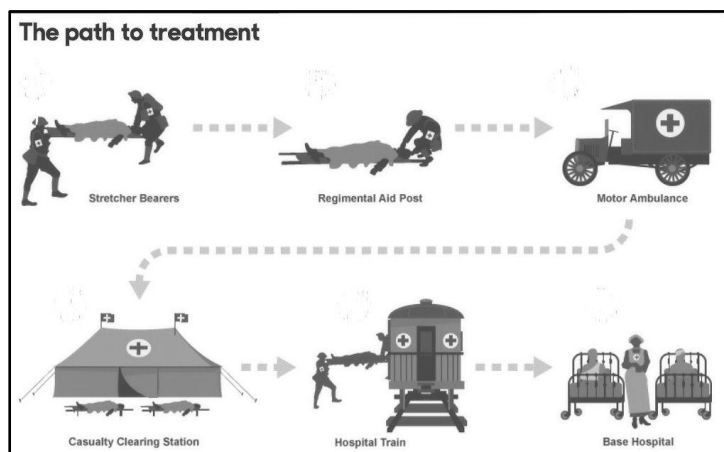 The path to treatment
Stretcher Bearers
Regimental Aid Post
Motor Ambulance
Casualty Clearing Station
Hospital Train
Base Hospital